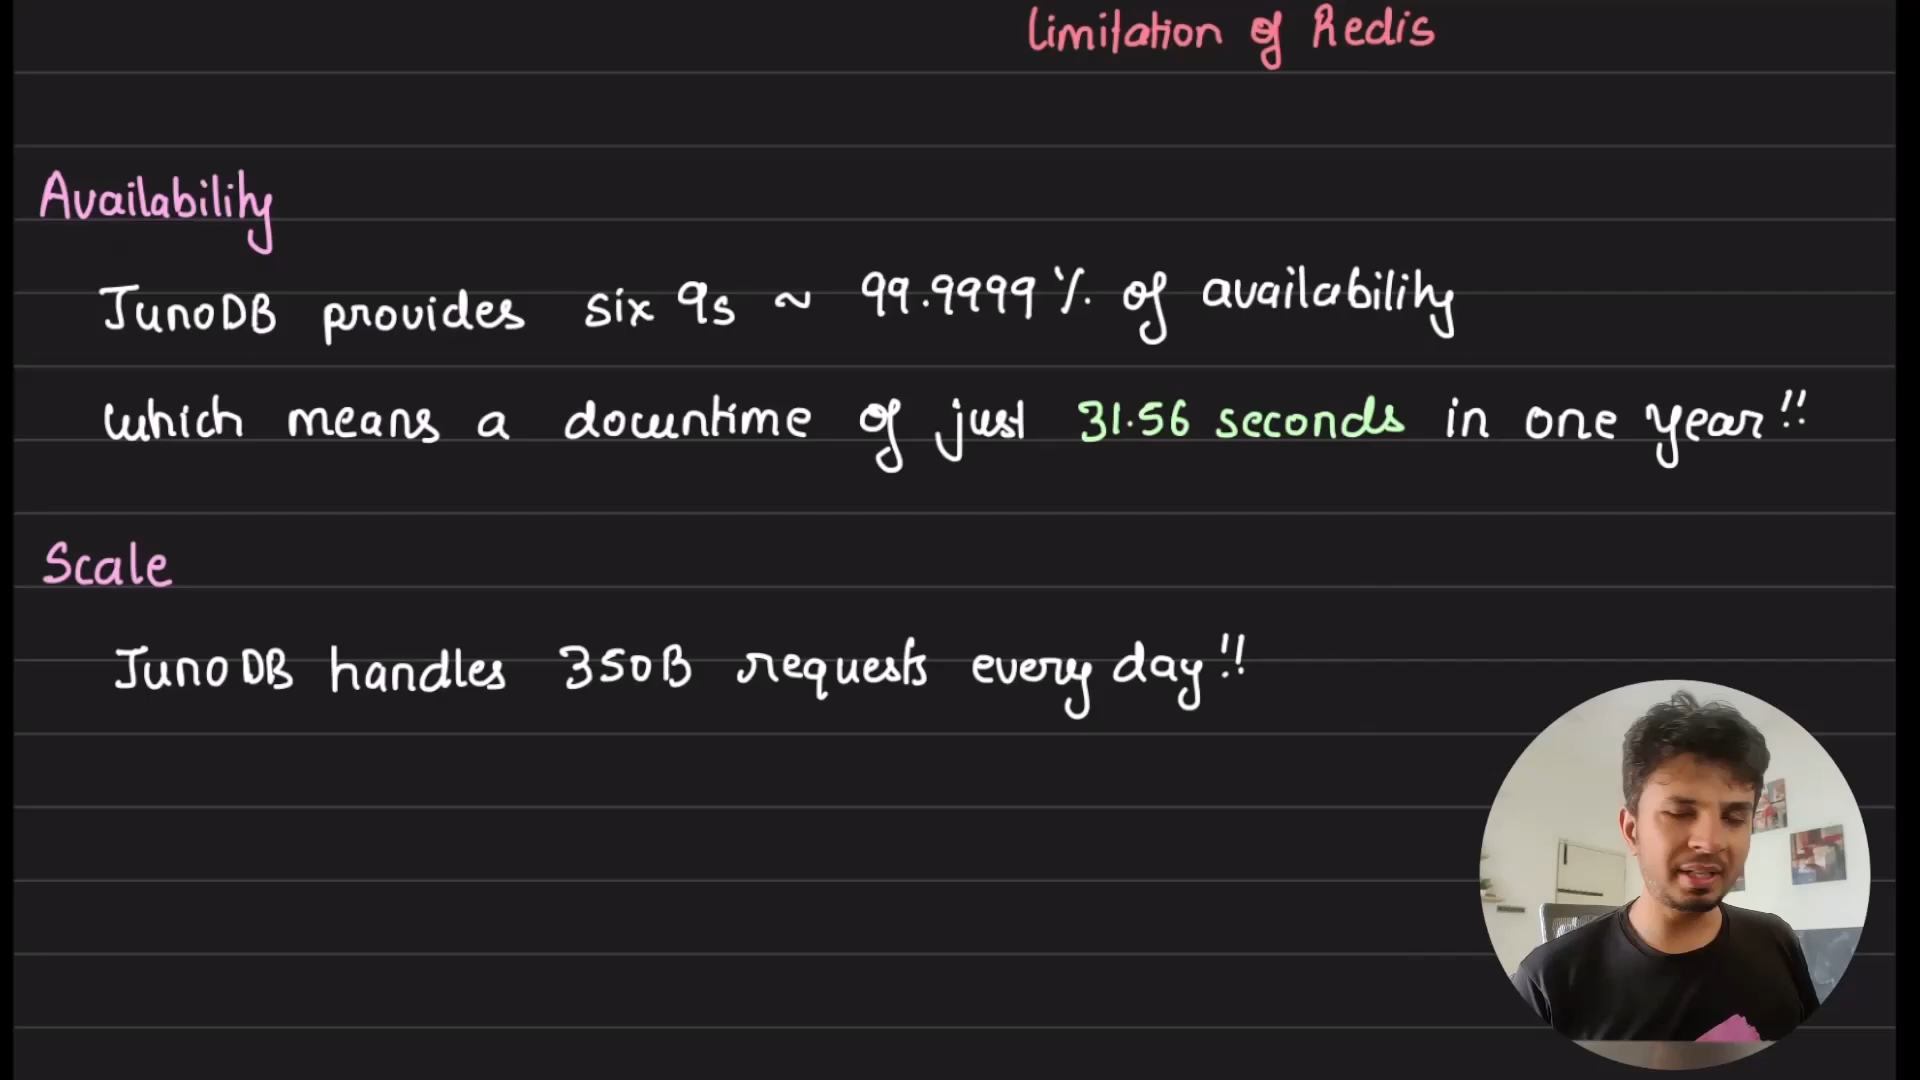 Limitation of Redis
Availability
JunoDB provides six 9s ~ 99.9999% of availability
which means a downtime of just 31.56 seconds in one year!!
Scale
JunoDB handles 350B requests every day!!